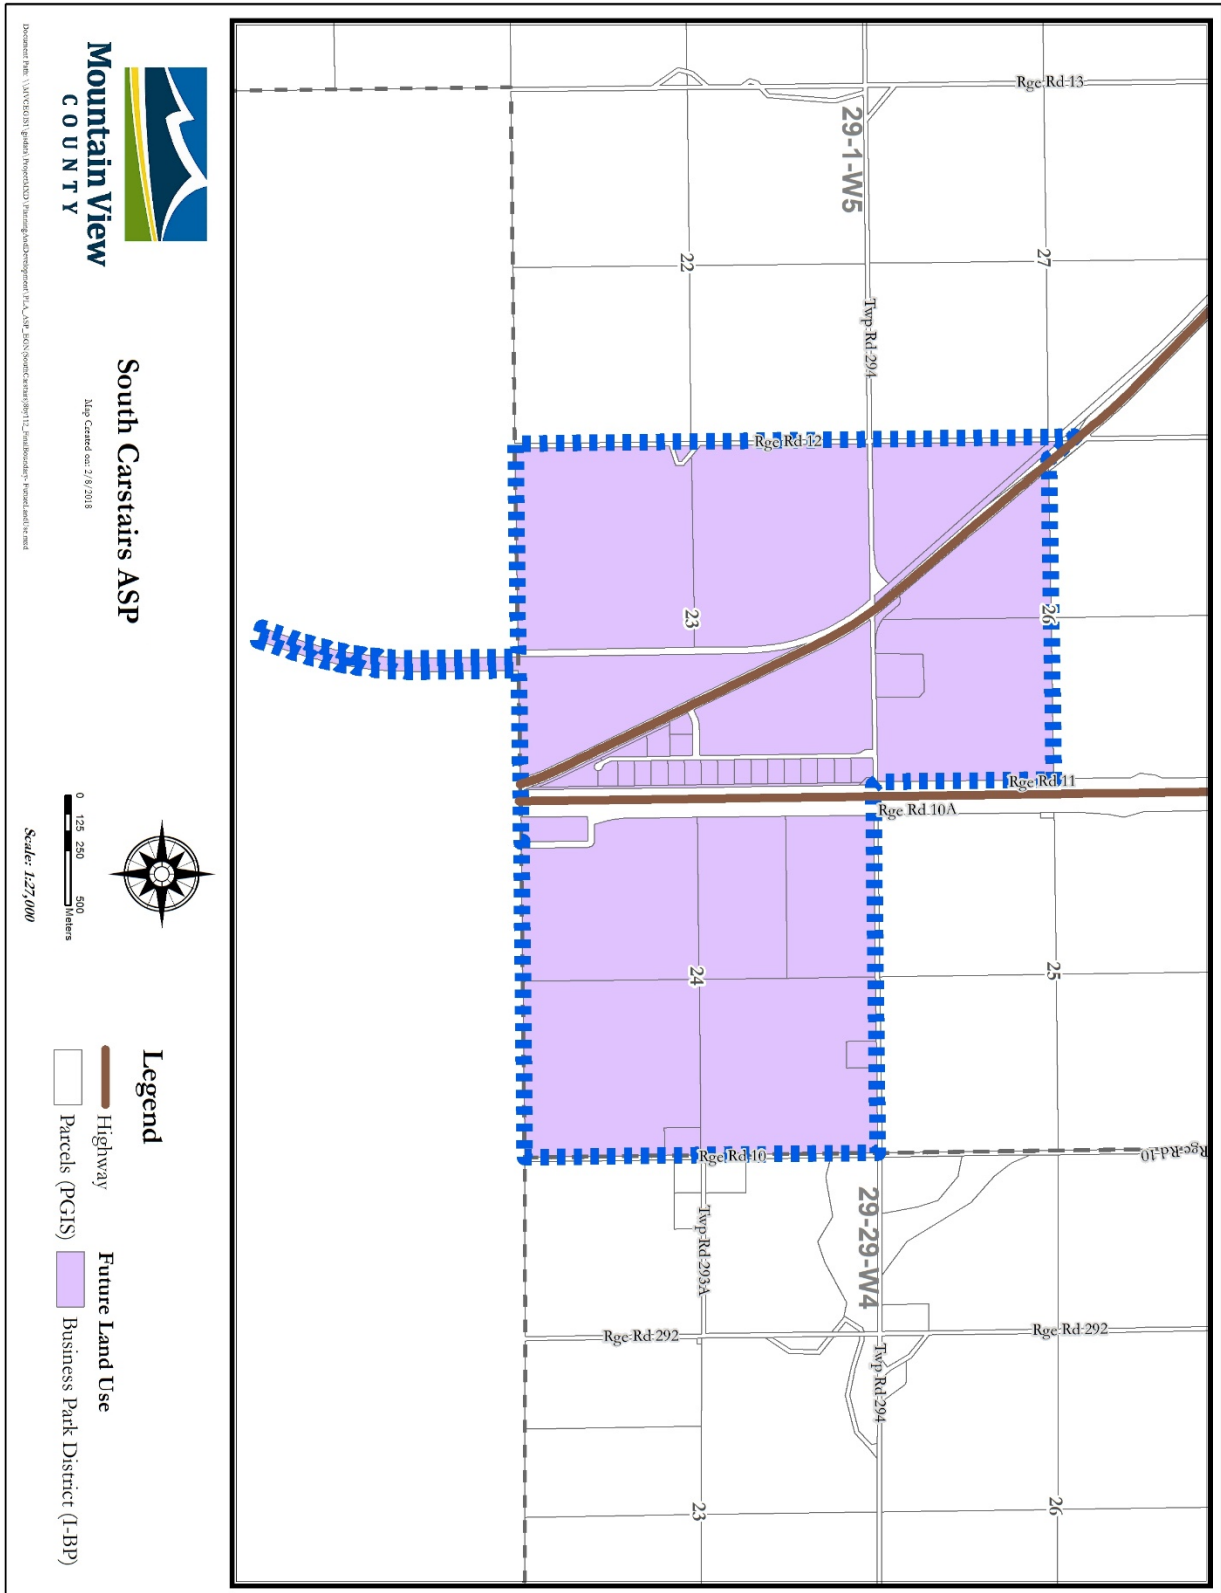 Rge Rd 13
29-1-W5
22
27
Twp Rd 294
Rge Rd 12
23
26
Rge Rd 11
Rge Rd 10A
24
25
Rge Rd 10
Rge Rd 10
29-29-W4
Twp Rd 293A
Rge Rd 292
Rge Rd 292
Twp Rd 294
23
26
Mountain View
COUNTY
South Carstairs ASP
Map Created on: 2/8/2018
0 125 250 500
Meters
Scale: 1:27,000
Legend
Highway
Parcels (PGIS)
Future Land Use
Business Park District (I-BP)